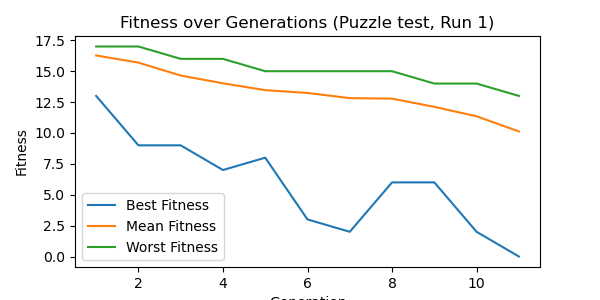 Fitness over Generations (Puzzle test, Run 1)
Fitness
17.5
15.0
12.5
10.0
7.5
5.0
2.5
0.0
Best Fitness
Mean Fitness
Worst Fitness
2
4
6
8
10
Generation